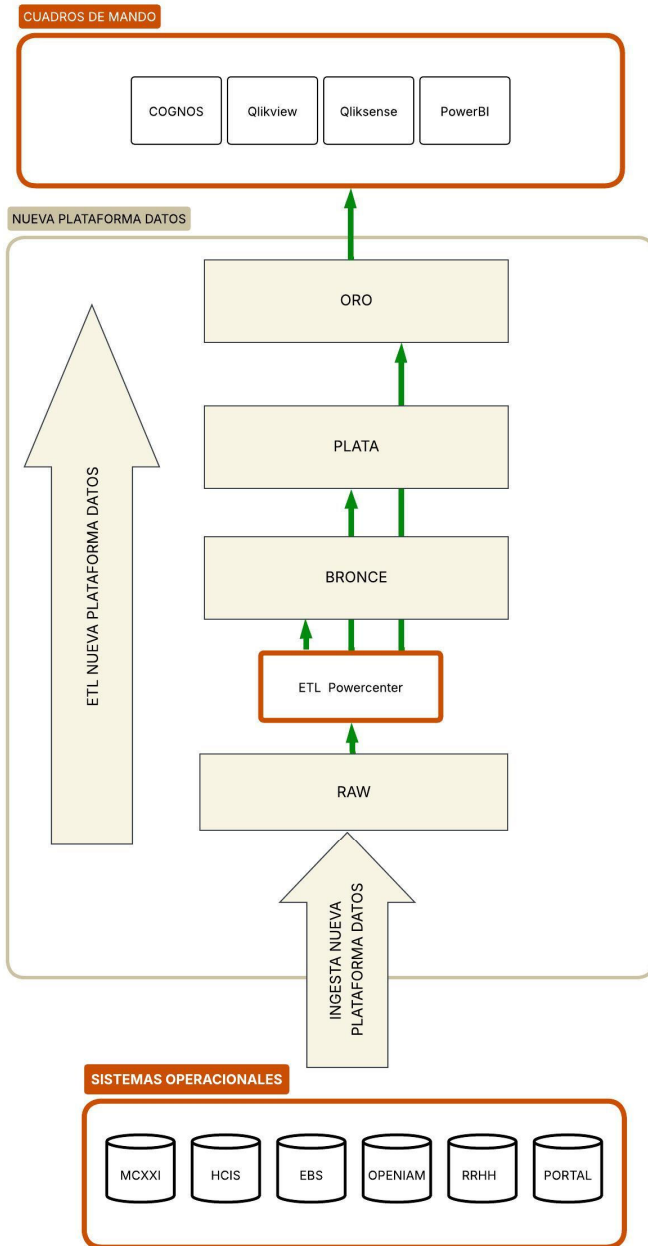 CUADROS DE MANDO
COGNOS
Qlikview
Qliksense
PowerBI
NUEVA PLATAFORMA DATOS
ORO
PLATA
BRONCE
ETL NUEVA PLATAFORMA DATOS
ETL Powercenter
RAW
INGESTA NUEVA
PLATAFORMA DATOS
SISTEMAS OPERACIONALES
MCXXI
HCIS
EBS
OPENIAM
RRHH
PORTAL